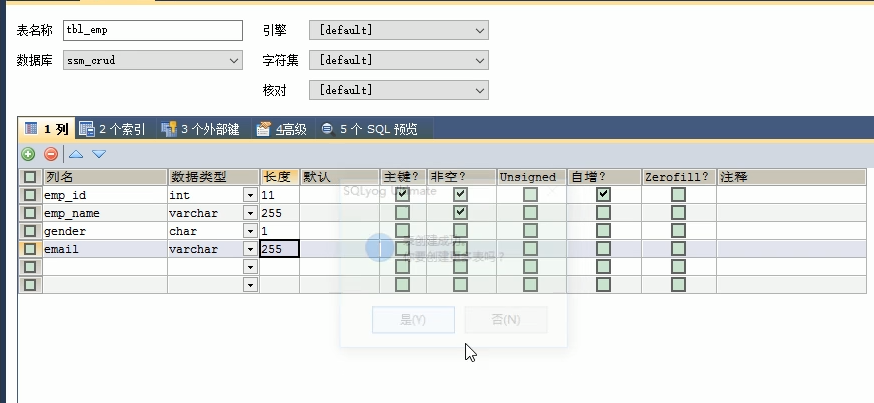 表名称 tbl_emp 引擎 [default]
数据库 ssm_crud 字符集 [default]
核对 [default]
1 列 2 个索引 3 个外部键 4高级 5 个 SQL 预览
列名 数据类型 长度 默认 主键? 非空? Unsigned 自增? Zerofill? 注释
SQLyog Ultimate
emp_id int 11
emp_name varchar 255
gender char 1
表创建成功。
email varchar 255
你要创建更多表吗?
是(Y) 否(N)